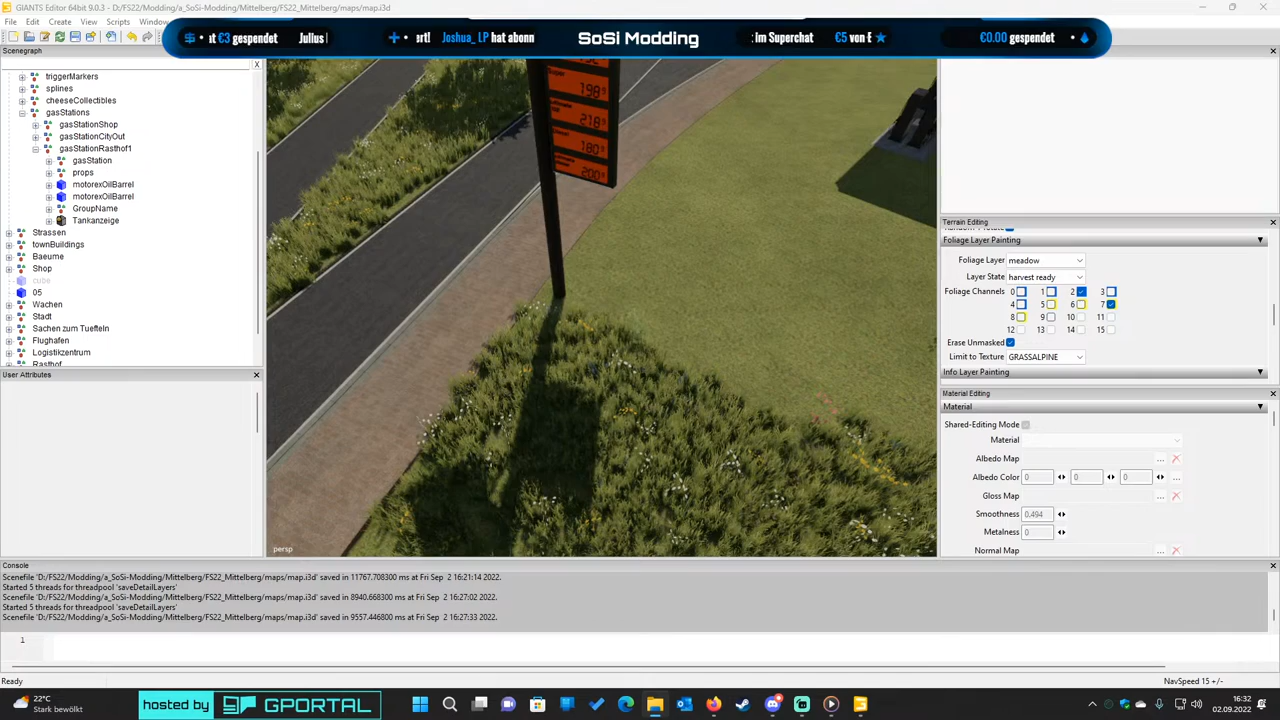 GIANTS Editor 64bit 9.0.3 - D:/FS22/Modding/a_SoSi-Modding/Mittelberg/FS22_Mittelberg/maps/map.i3d
File Edit Create View Scripts Window
€3 gespendet
Joshua_LP hat abonn
SoSi Modding
im Superchat
€5 von E
€0.00 gespendet
Scenegraph
X
triggerMarkers
splines
cheeseCollectibles
gasStations
gasStationShop
gasStationCityOut
gasStationRasthof1
gasStation
props
motorexOilBarrel
motorexOilBarrel
GroupName
Tankanzeige
Strassen
townBuildings
Baeume
Shop
cube
05
Wachen
Stadt
Sachen zum Tuefteln
Flughafen
Logistikzentrum
Rasthof
User Attributes
198
218
180
200
persp
Terrain Editing
Foliage Layer Painting
Foliage Layer meadow
Layer State harvest ready
Foliage Channels 0 1 2 3
4 5 6 7
8 9 10 11
12 13 14 15
Erase Unmasked
Limit to Texture GRASSALPINE
Info Layer Painting
Material Editing
Material
Shared-Editing Mode
Material
Albedo Map ...
Albedo Color 0 0 0 ...
Gloss Map ...
Smoothness 0.494
Metalness 0
Normal Map ...
Console
Scenefile 'D:/FS22/Modding/a_SoSi-Modding/Mittelberg/FS22_Mittelberg/maps/map.i3d' saved in 11767.708300 ms at Fri Sep 2 16:21:14 2022.
Started 5 threads for threadpool 'saveDetailLayers'
Scenefile 'D:/FS22/Modding/a_SoSi-Modding/Mittelberg/FS22_Mittelberg/maps/map.i3d' saved in 8940.668300 ms at Fri Sep 2 16:27:02 2022.
Started 5 threads for threadpool 'saveDetailLayers'
Scenefile 'D:/FS22/Modding/a_SoSi-Modding/Mittelberg/FS22_Mittelberg/maps/map.i3d' saved in 9557.446800 ms at Fri Sep 2 16:27:33 2022.
1
Ready
NavSpeed 15 +/-
22°C
Stark bewölkt
hosted by GPORTAL
16:32
02.09.2022